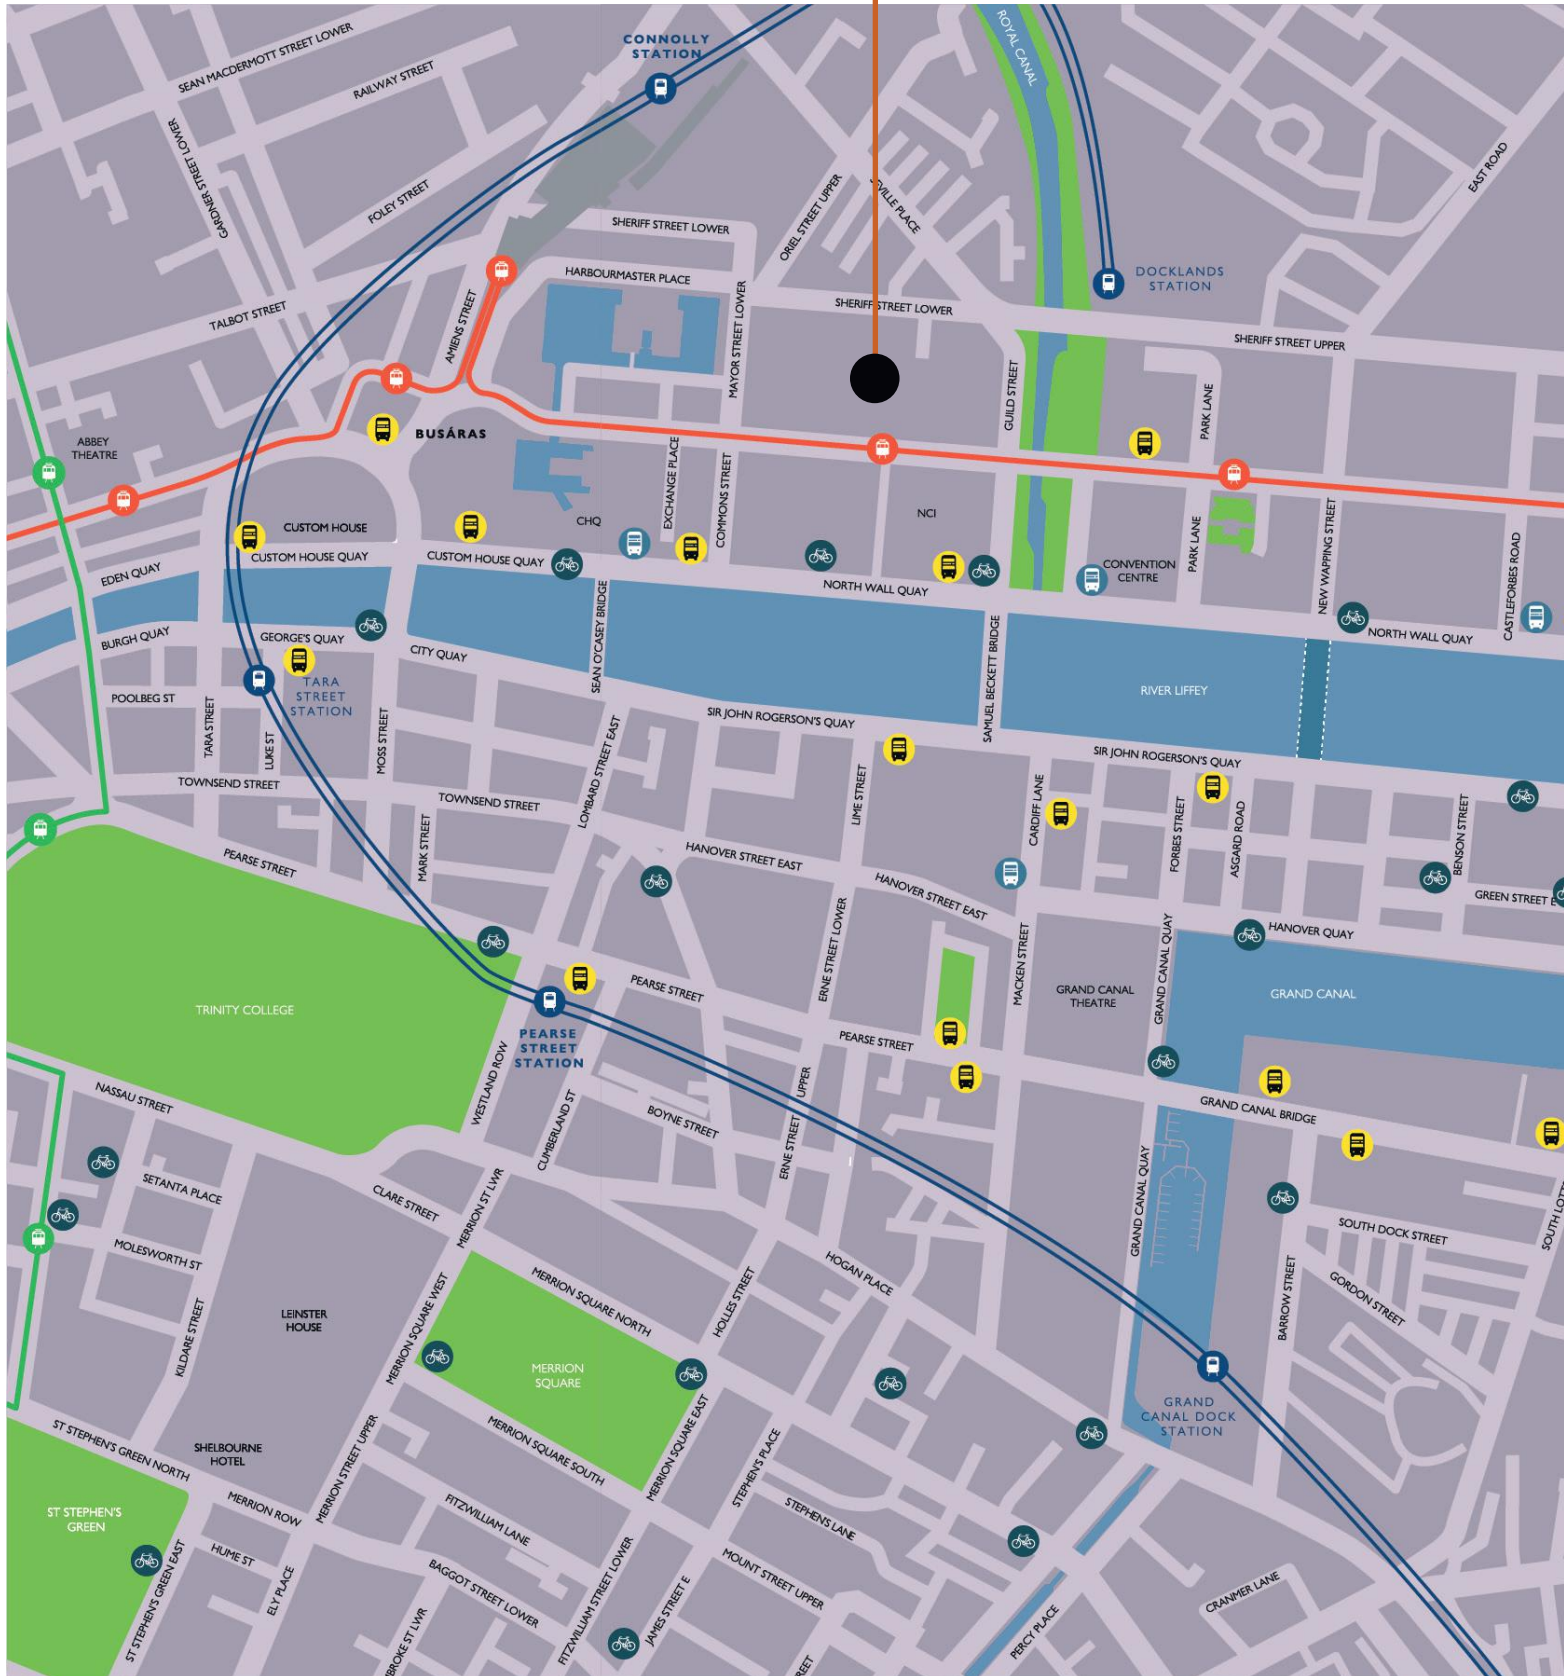 CONNOLLY
STATION
ROYAL CANAL
SEAN MACDERMOTT STREET LOWER
RAILWAY STREET
GARDNER STREET LOWER
FOLEY STREET
EAST ROAD
ORIEL STREET UPPER
SHERIFF STREET LOWER
HARBOURMASTER PLACE
DOCKLANDS
STATION
TALBOT STREET
AMIENS STREET
MAYOR STREET LOWER
SHERIFF STREET LOWER
SHERIFF STREET UPPER
GUILD STREET
PARK LANE
ABBEY
THEATRE
BUSÁRAS
EXCHANGE PLACE
COMMONS STREET
CHQ
NCI
CUSTOM HOUSE
CUSTOM HOUSE QUAY
CUSTOM HOUSE QUAY
EDEN QUAY
NORTH WALL QUAY
CONVENTION
CENTRE
PARK LANE
NEW WAPPING STREET
CASTLEFORBES ROAD
NORTH WALL QUAY
BURGH QUAY
GEORGE'S QUAY
CITY QUAY
SEAN O'CASEY BRIDGE
SAMUEL BECKETT BRIDGE
RIVER LIFFEY
POOLBEG ST
TARA
STREET
STATION
TARA STREET
LUKE ST
MOSS STREET
SIR JOHN ROGERSON'S QUAY
SIR JOHN ROGERSON'S QUAY
TOWNSEND STREET
TOWNSEND STREET
LOMBARD STREET EAST
LIME STREET
CARDIFF LANE
FORBES STREET
ASGARD ROAD
BENSON STREET
PEARSE STREET
MARK STREET
HANOVER STREET EAST
HANOVER STREET EAST
GREEN STREET E
HANOVER QUAY
ERNE STREET LOWER
MACKEN STREET
GRAND CANAL QUAY
GRAND CANAL
THEATRE
GRAND CANAL
TRINITY COLLEGE
PEARSE STREET
PEARSE
STREET
STATION
PEARSE STREET
WESTLAND ROW
CUMBERLAND ST
BOYNE STREET
ERNE STREET UPPER
NASSAU STREET
GRAND CANAL BRIDGE
GRAND CANAL QUAY
SETANTA PLACE
MOLESWORTH ST
CLARE STREET
MERRION ST LWR
SOUTH DOCK STREET
SOUTH LOTT
GORDON STREET
BARROW STREET
HOGAN PLACE
HOLLES STREET
MERRION SQUARE NORTH
MERRION SQUARE WEST
LEINSTER
HOUSE
KILDARE STREET
MERRION
SQUARE
MERRION SQUARE EAST
MERRION SQUARE SOUTH
GRAND
CANAL DOCK
STATION
ST STEPHEN'S GREEN NORTH
SHELBOURNE
HOTEL
MERRION STREET UPPER
STEPHEN'S PLACE
STEPHEN'S LANE
ST STEPHEN'S
GREEN
MERRION ROW
HUME ST
FITZWILLIAM LANE
BAGGOT STREET LOWER
MOUNT STREET UPPER
ST STEPHEN'S GREEN EAST
ELY PLACE
FITZWILLIAM STREET LOWER
JAMES STREET E
BROKE ST LWR
REET
PERCY PLACE
CRANMER LANE